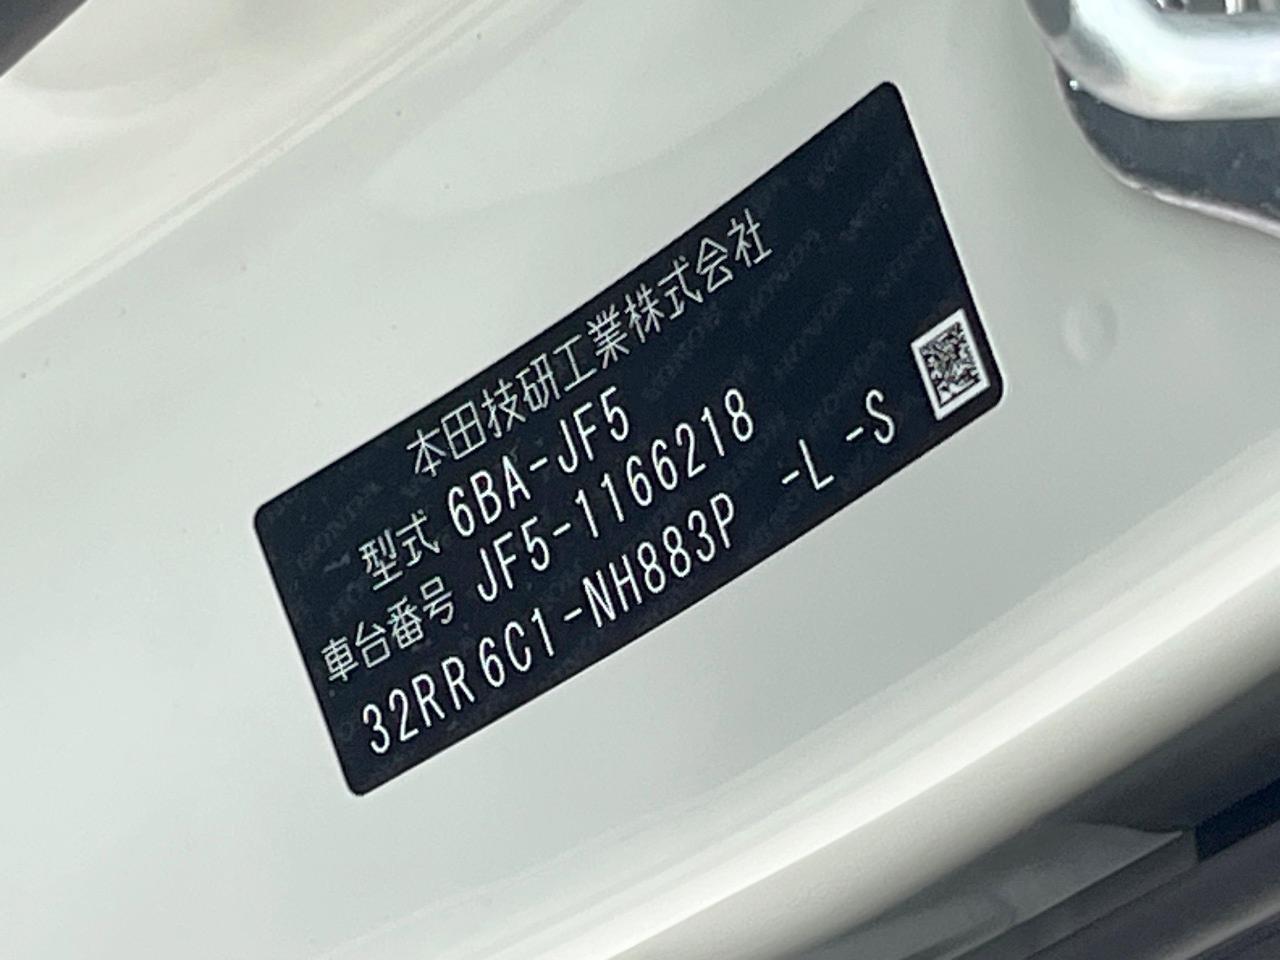 本田技研工業株式会社
型式 6BA-JF5
車台番号 JF5-1166218
32RR6C1-NH883P -L -S